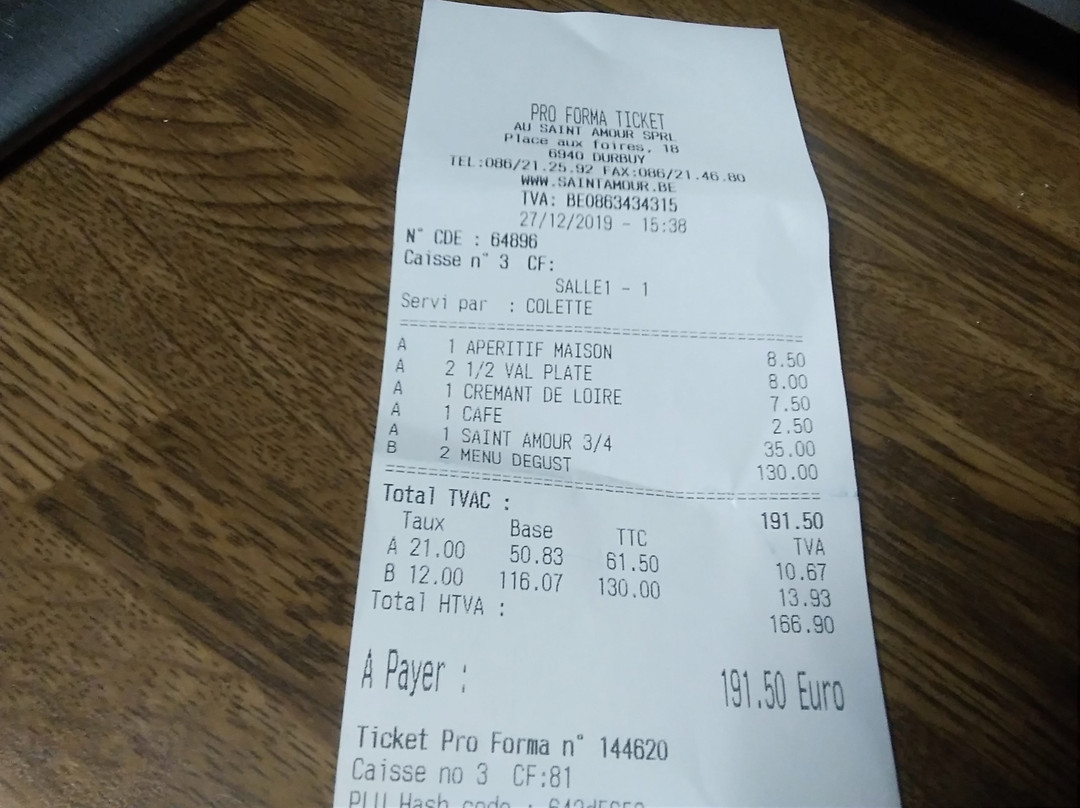 PRO FORMA TICKET
AU SAINT AMOUR SPRL
Place aux foires, 18
6940 DURBUY
TEL:086/21.25.92 FAX:086/21.46.80
WWW.SAINTAMOUR.BE
TVA: BE0863434315
27/12/2019 - 15:38
N° CDE : 64896
Caisse n° 3 CF:
SALLE1 - 1
Servi par : COLETTE
A 1 APERITIF MAISON 8.50
A 2 1/2 VAL PLATE 8.00
A 1 CREMANT DE LOIRE 7.50
A 1 CAFE 2.50
A 1 SAINT AMOUR 3/4 35.00
B 2 MENU DEGUST 130.00
Total TVAC : 191.50
Taux Base TTC TVA
A 21.00 50.83 61.50 10.67
B 12.00 116.07 130.00 13.93
Total HTVA : 166.90
A Payer : 191.50 Euro
Ticket Pro Forma n° 144620
Caisse no 3 CF:81
PLU Hash code :